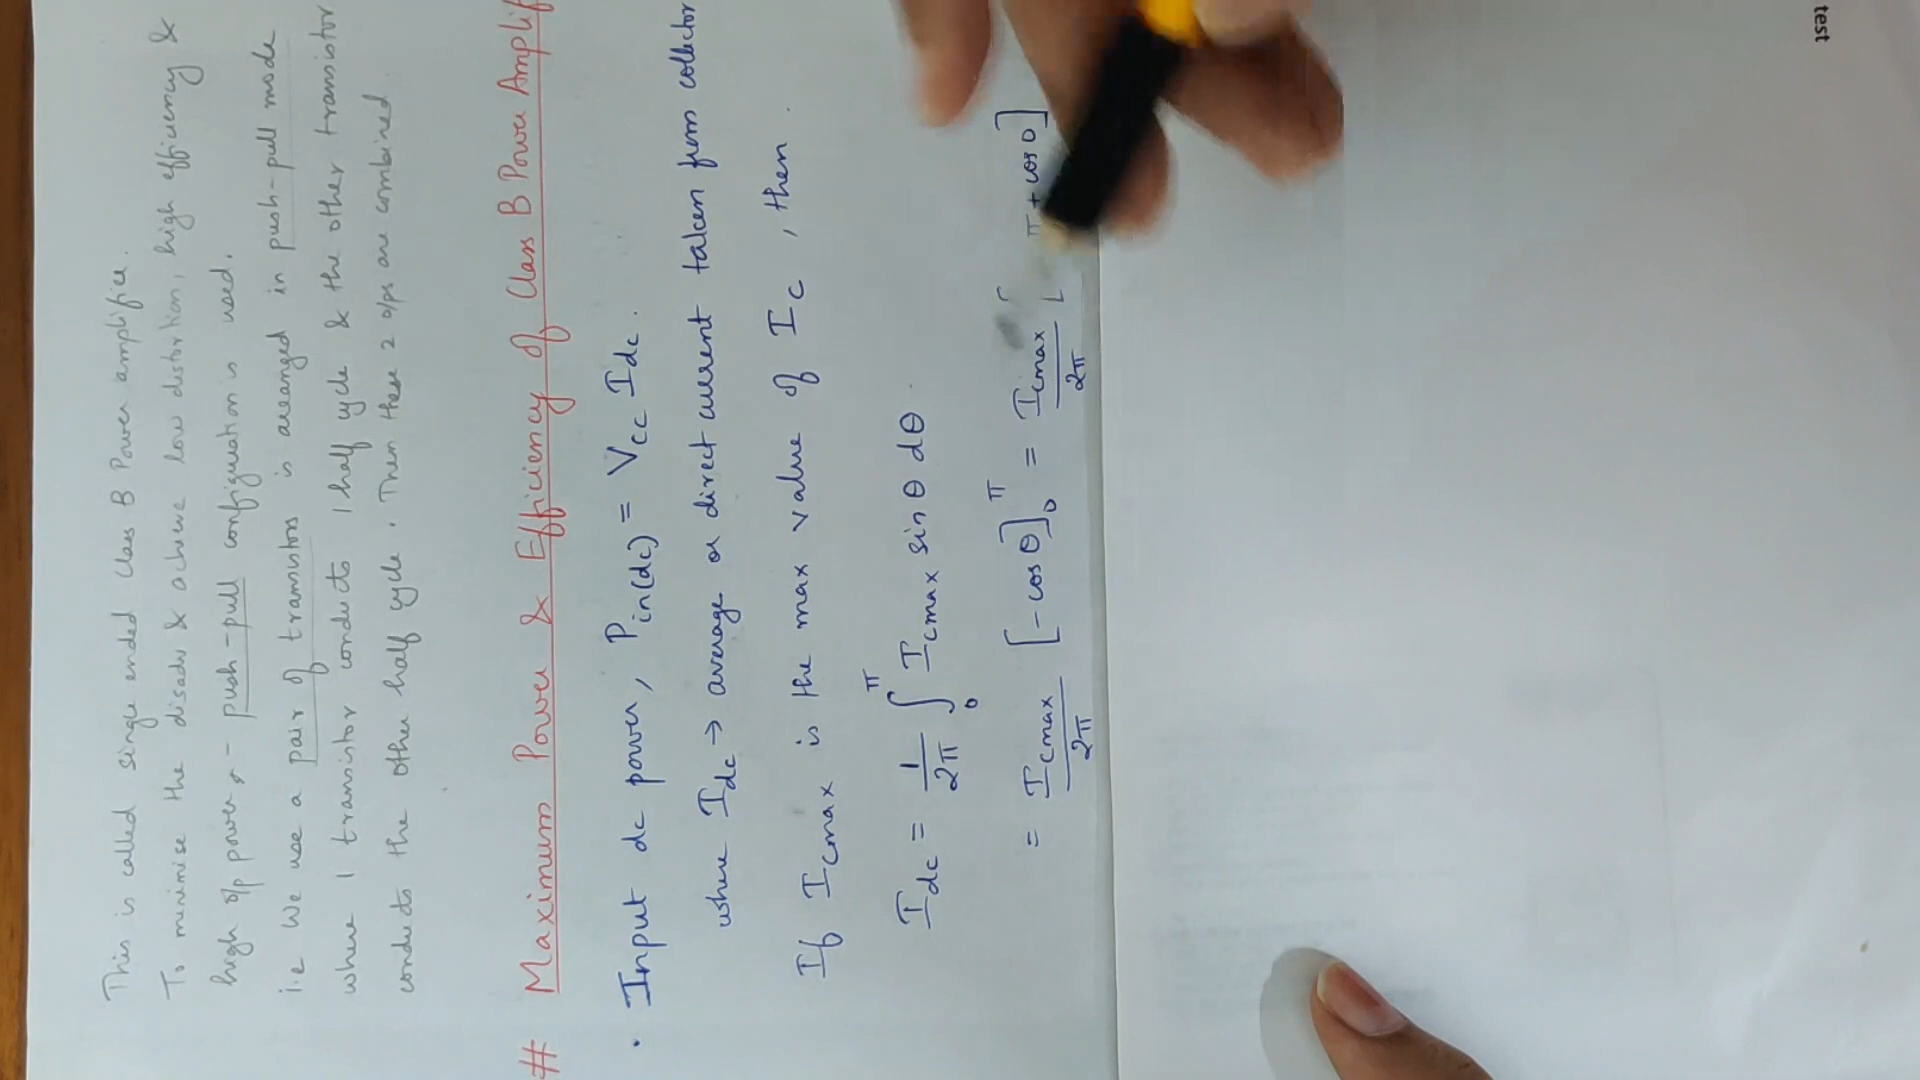 This is called single ended Class B Power amplifier.
To minimise the disadv & achieve low distortion, high efficiency &
high o/p power, - push-pull configuration is used.
i.e We use a pair of transistors is arranged in push-pull mode
where 1 transistor conducts 1 half cycle & the other transistor
conducts the other half cycle. Then these 2 o/ps are combined.
# Maximum Power & Efficiency of Class B Power Amplif
. Input dc power, Pin(dc) = Vcc Idc.
where Idc → average or direct current taken from collector
If Icmax is the max value of Ic, then.
Idc = 1/2π ∫₀^π Icmax sinθ dθ
= Icmax/2π [-cosθ]₀^π = Icmax/2π [ π + cos 0]
test